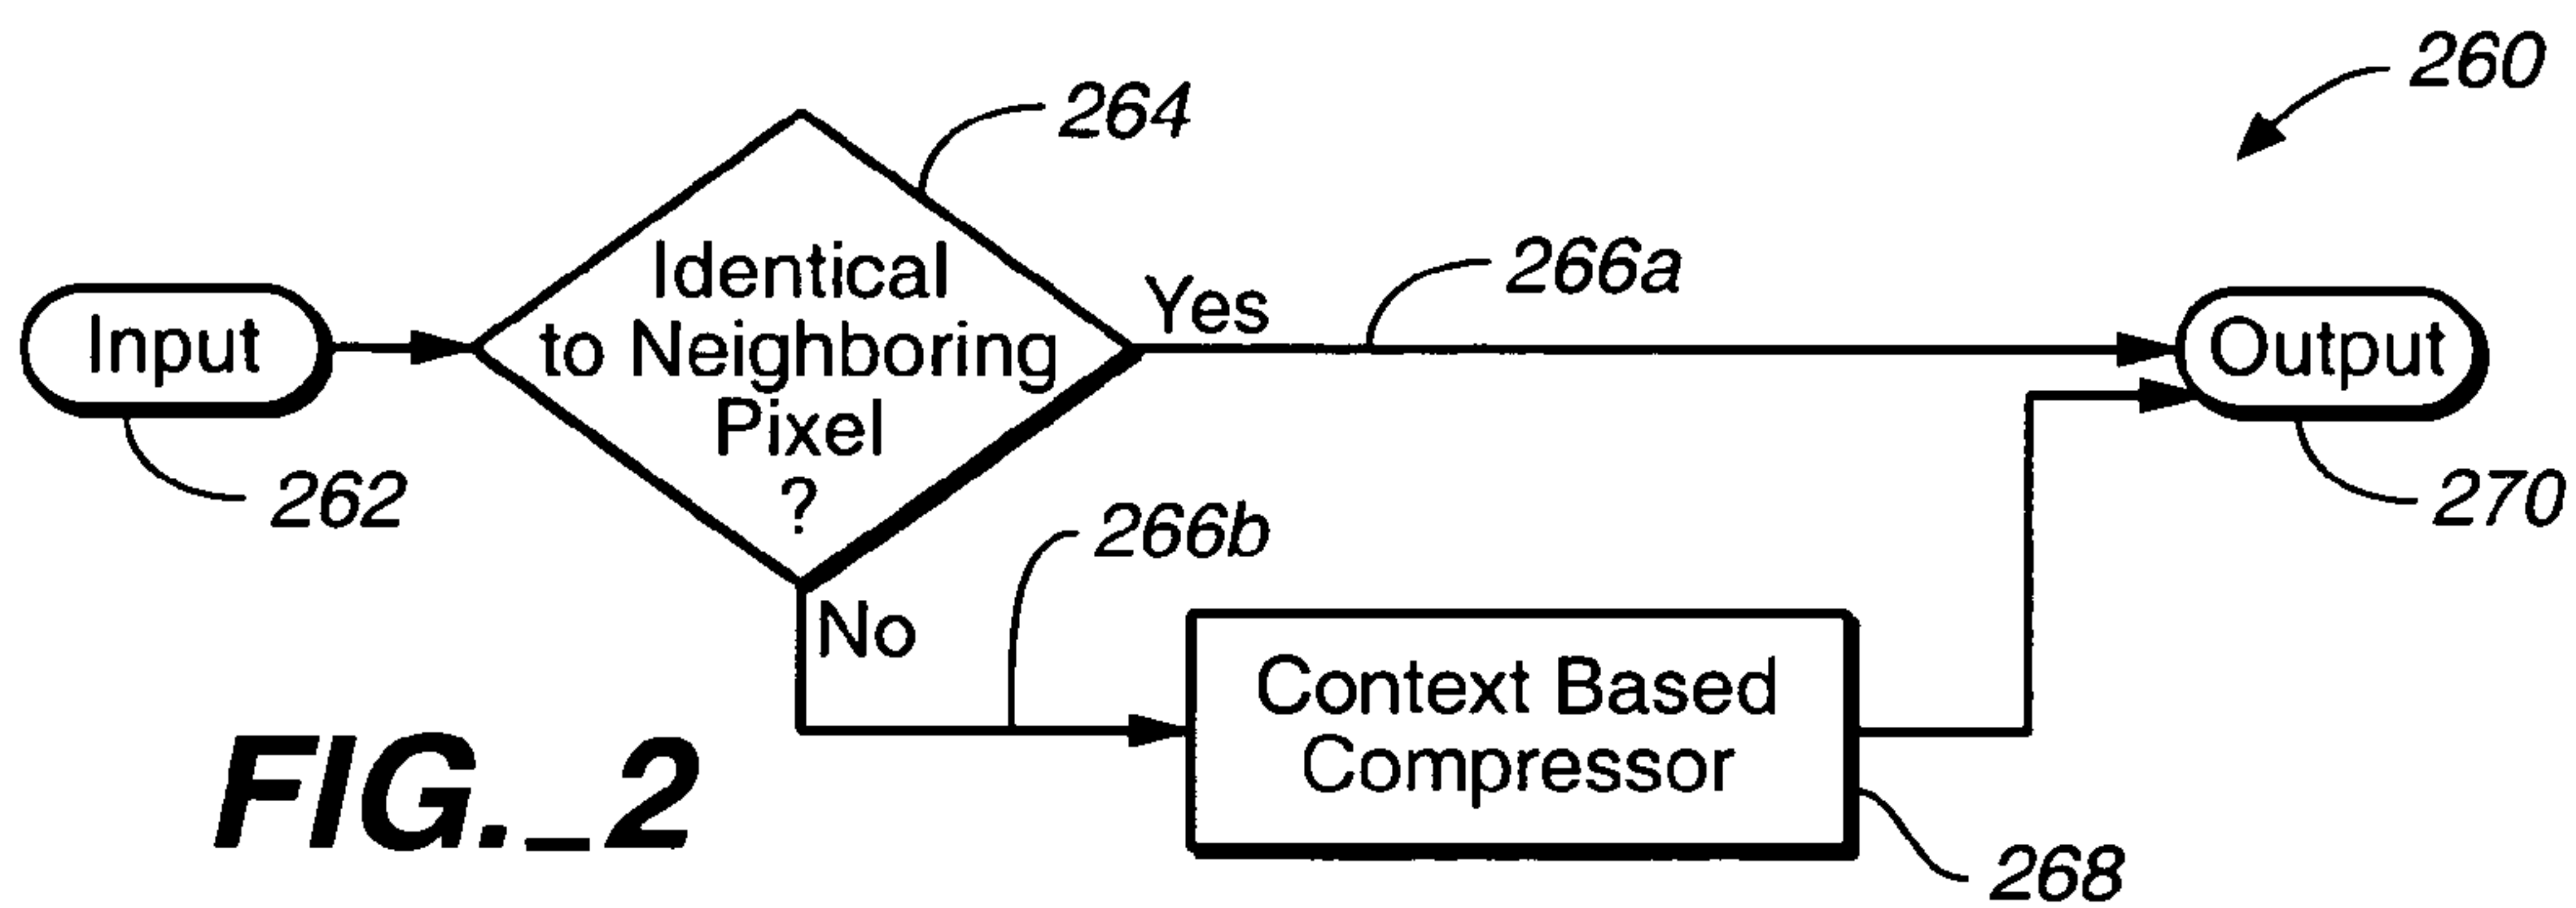 260
264
Identical
to Neighboring
Pixel
?
Yes
266a
Input
Output
262
270
266b
No
Context Based
Compressor
268
FIG._2